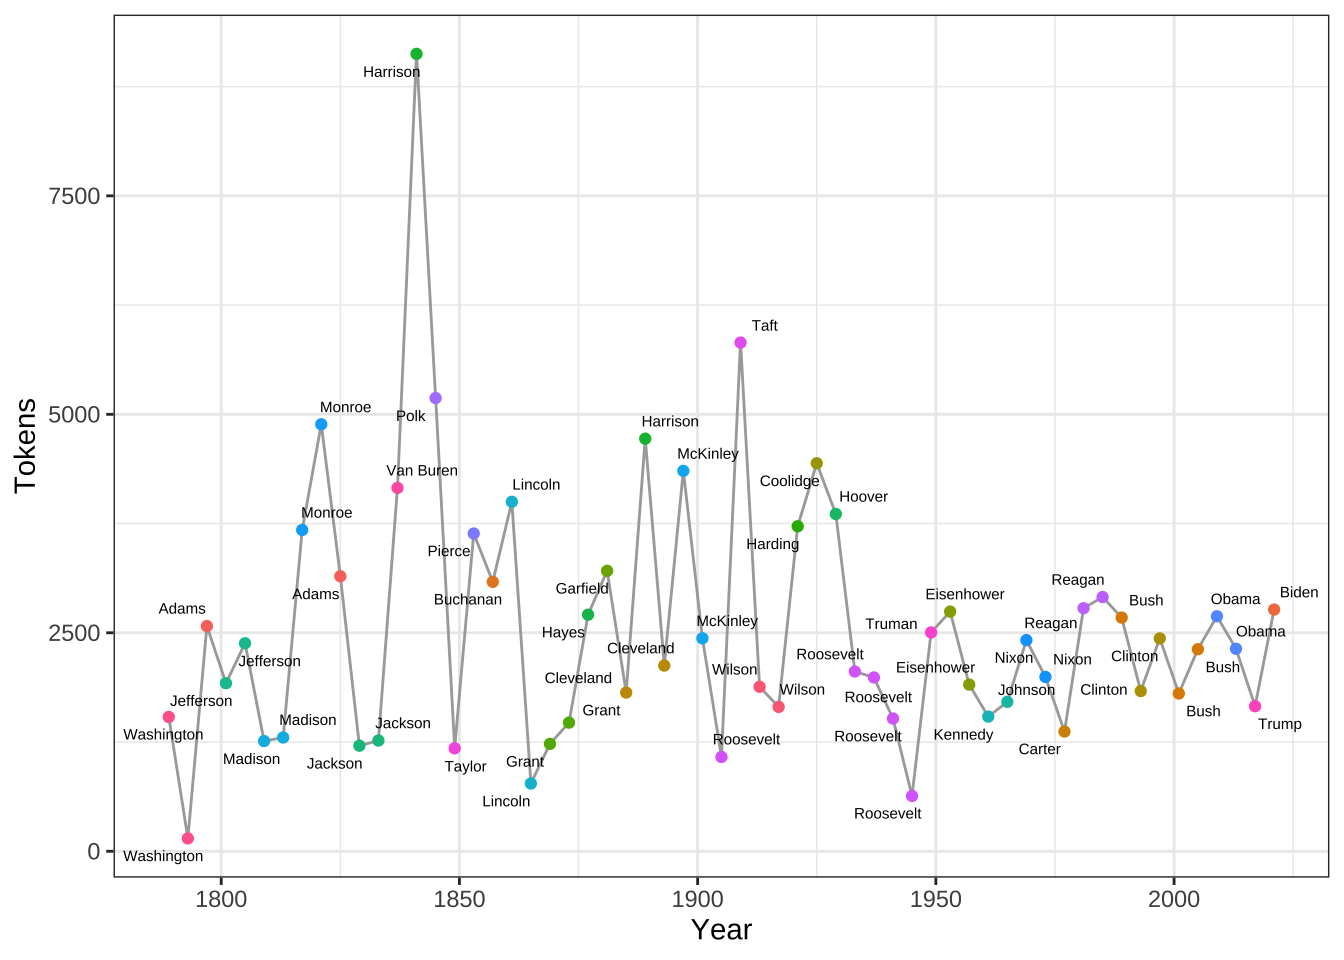 Harrison
7500
Taft
Monroe
5000
Polk
Harrison
McKinley
Van Buren
Coolidge
Lincoln
Hoover
Monroe
Harding
Pierce
Garfield
Reagan
Adams
Buchanan
Eisenhower
Biden
Obama
Bush
Adams
McKinley
Truman
Reagan
2500
Hayes
Obama
Cleveland
Roosevelt
Nixon
Nixon
Clinton
Jefferson
Wilson
Eisenhower
Bush
Cleveland
Wilson
Johnson
Clinton
Jefferson
Roosevelt
Grant
Bush
Madison
Jackson
Trump
Washington
Roosevelt
Roosevelt
Kennedy
Carter
Madison
Jackson
Taylor
Grant
Lincoln
Roosevelt
0
Washington
1800
1850
1900
1950
2000
Year
Tokens